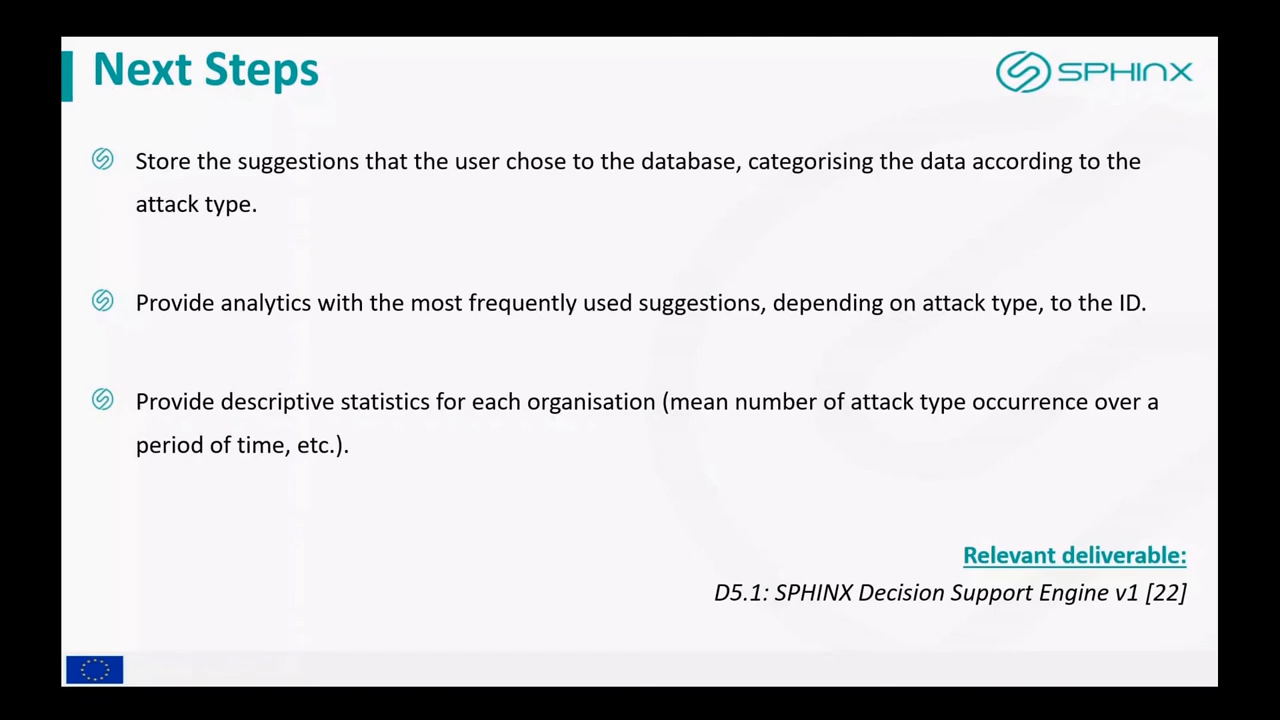 Next Steps
SPHINX
Store the suggestions that the user chose to the database, categorising the data according to the
attack type.
Provide analytics with the most frequently used suggestions, depending on attack type, to the ID.
Provide descriptive statistics for each organisation (mean number of attack type occurrence over a
period of time, etc.).
Relevant deliverable:
D5.1: SPHINX Decision Support Engine v1 [22]